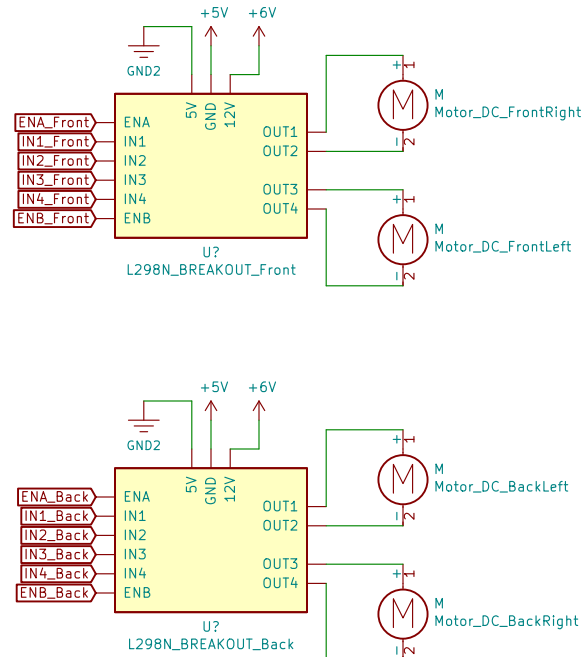 +5V +6V
GND2
5V GND 12V
ENA_Front ENA
IN1_Front IN1
IN2_Front IN2
IN3_Front IN3
IN4_Front IN4
ENB_Front ENB
OUT1
OUT2
OUT3
OUT4
+ 1
M M
Motor_DC_FrontRight
- 2
+ 1
M M
Motor_DC_FrontLeft
- 2
U?
L298N_BREAKOUT_Front
+5V +6V
GND2
5V GND 12V
ENA_Back ENA
IN1_Back IN1
IN2_Back IN2
IN3_Back IN3
IN4_Back IN4
ENB_Back ENB
OUT1
OUT2
OUT3
OUT4
+ 1
M M
Motor_DC_BackLeft
- 2
+ 1
M M
Motor_DC_BackRight
- 2
U?
L298N_BREAKOUT_Back